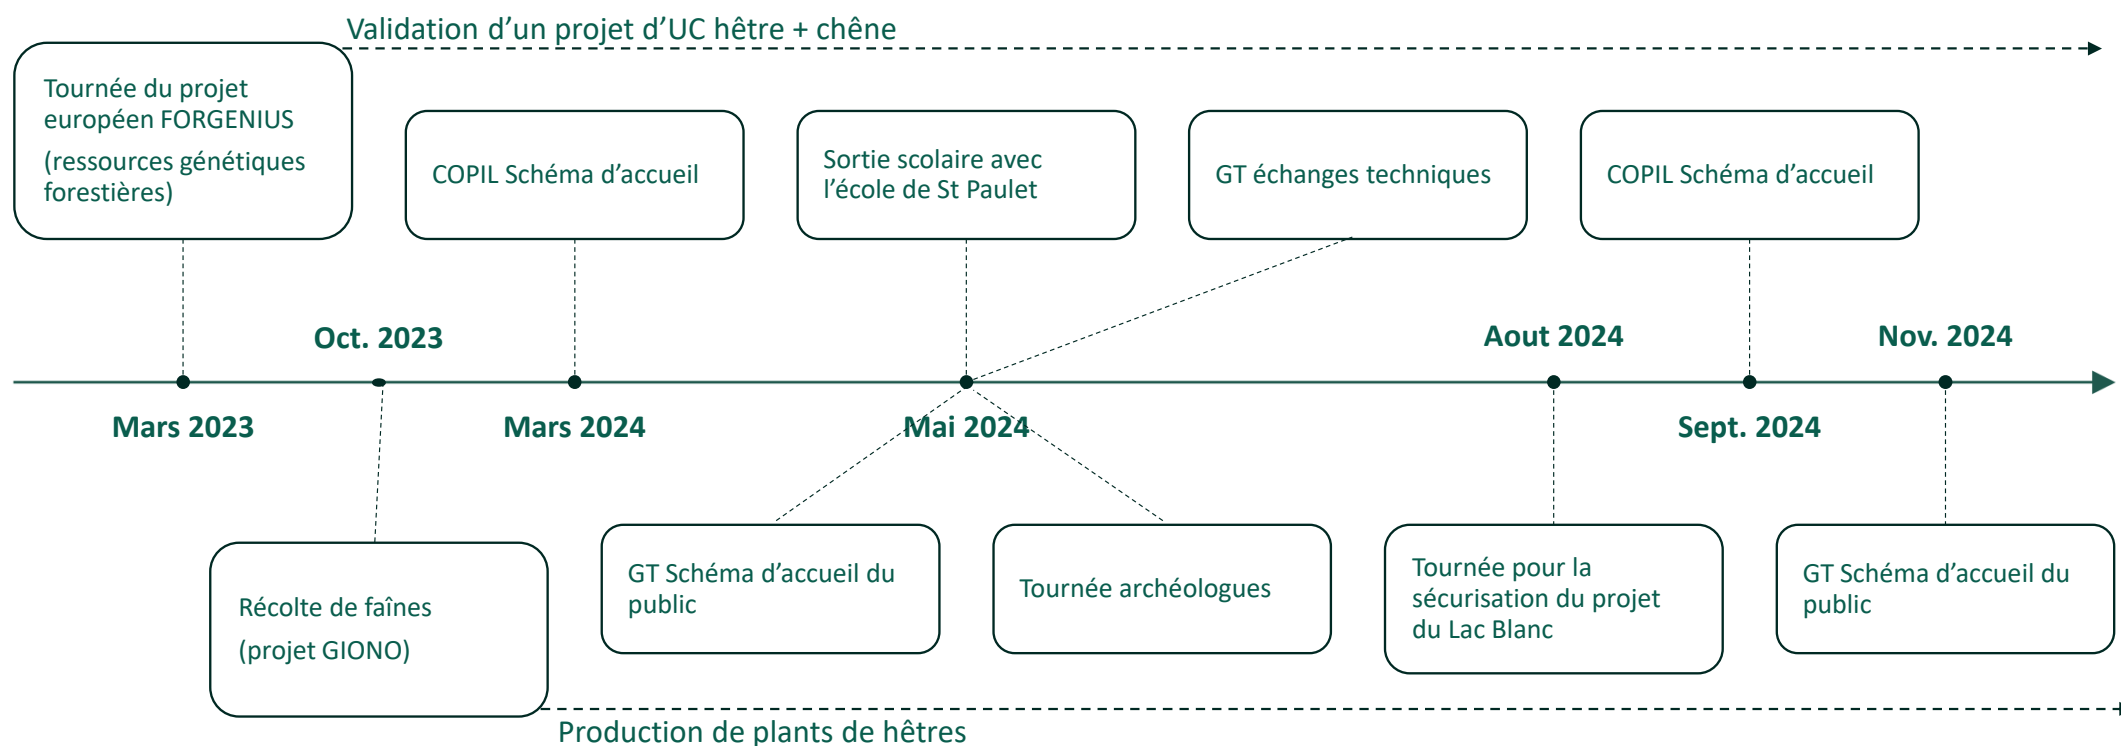 Validation d’un projet d’UC hêtre + chêne
Tournée du projet
européen FORGENIUS
(ressources génétiques
forestières)
COPIL Schéma d’accueil
Sortie scolaire avec
l’école de St Paulet
GT échanges techniques
COPIL Schéma d’accueil
Oct. 2023
Aout 2024
Nov. 2024
Mars 2023
Mars 2024
Mai 2024
Sept. 2024
Récolte de faînes
(projet GIONO)
GT Schéma d’accueil du
public
Tournée archéologues
Tournée pour la
sécurisation du projet
du Lac Blanc
GT Schéma d’accueil du
public
Production de plants de hêtres